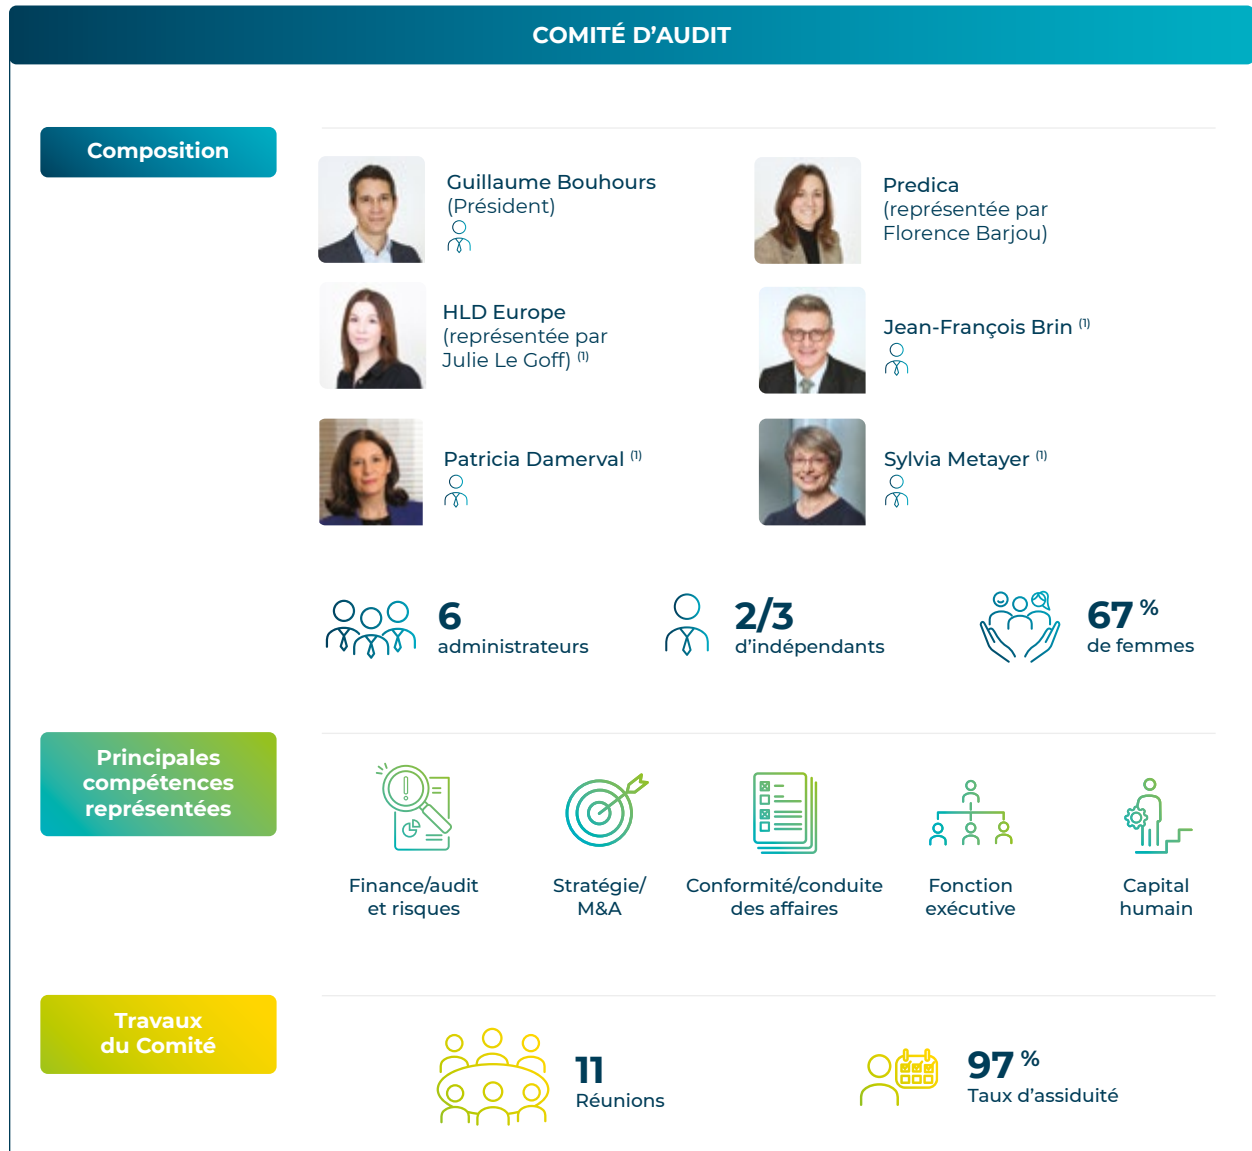 COMITÉ D'AUDIT
Composition
Guillaume Bouhours
(Président)
Predica
(représentée par
Florence Barjou)
HLD Europe
(représentée par
Julie Le Goff) (1)
Jean-François Brin (1)
Patricia Damerval (1)
Sylvia Metayer (1)
6
administrateurs
2/3
d'indépendants
67 %
de femmes
Principales
compétences
représentées
Finance/audit
et risques
Stratégie/
M&A
Conformité/conduite
des affaires
Fonction
exécutive
Capital
humain
Travaux
du Comité
11
Réunions
97 %
Taux d'assiduité